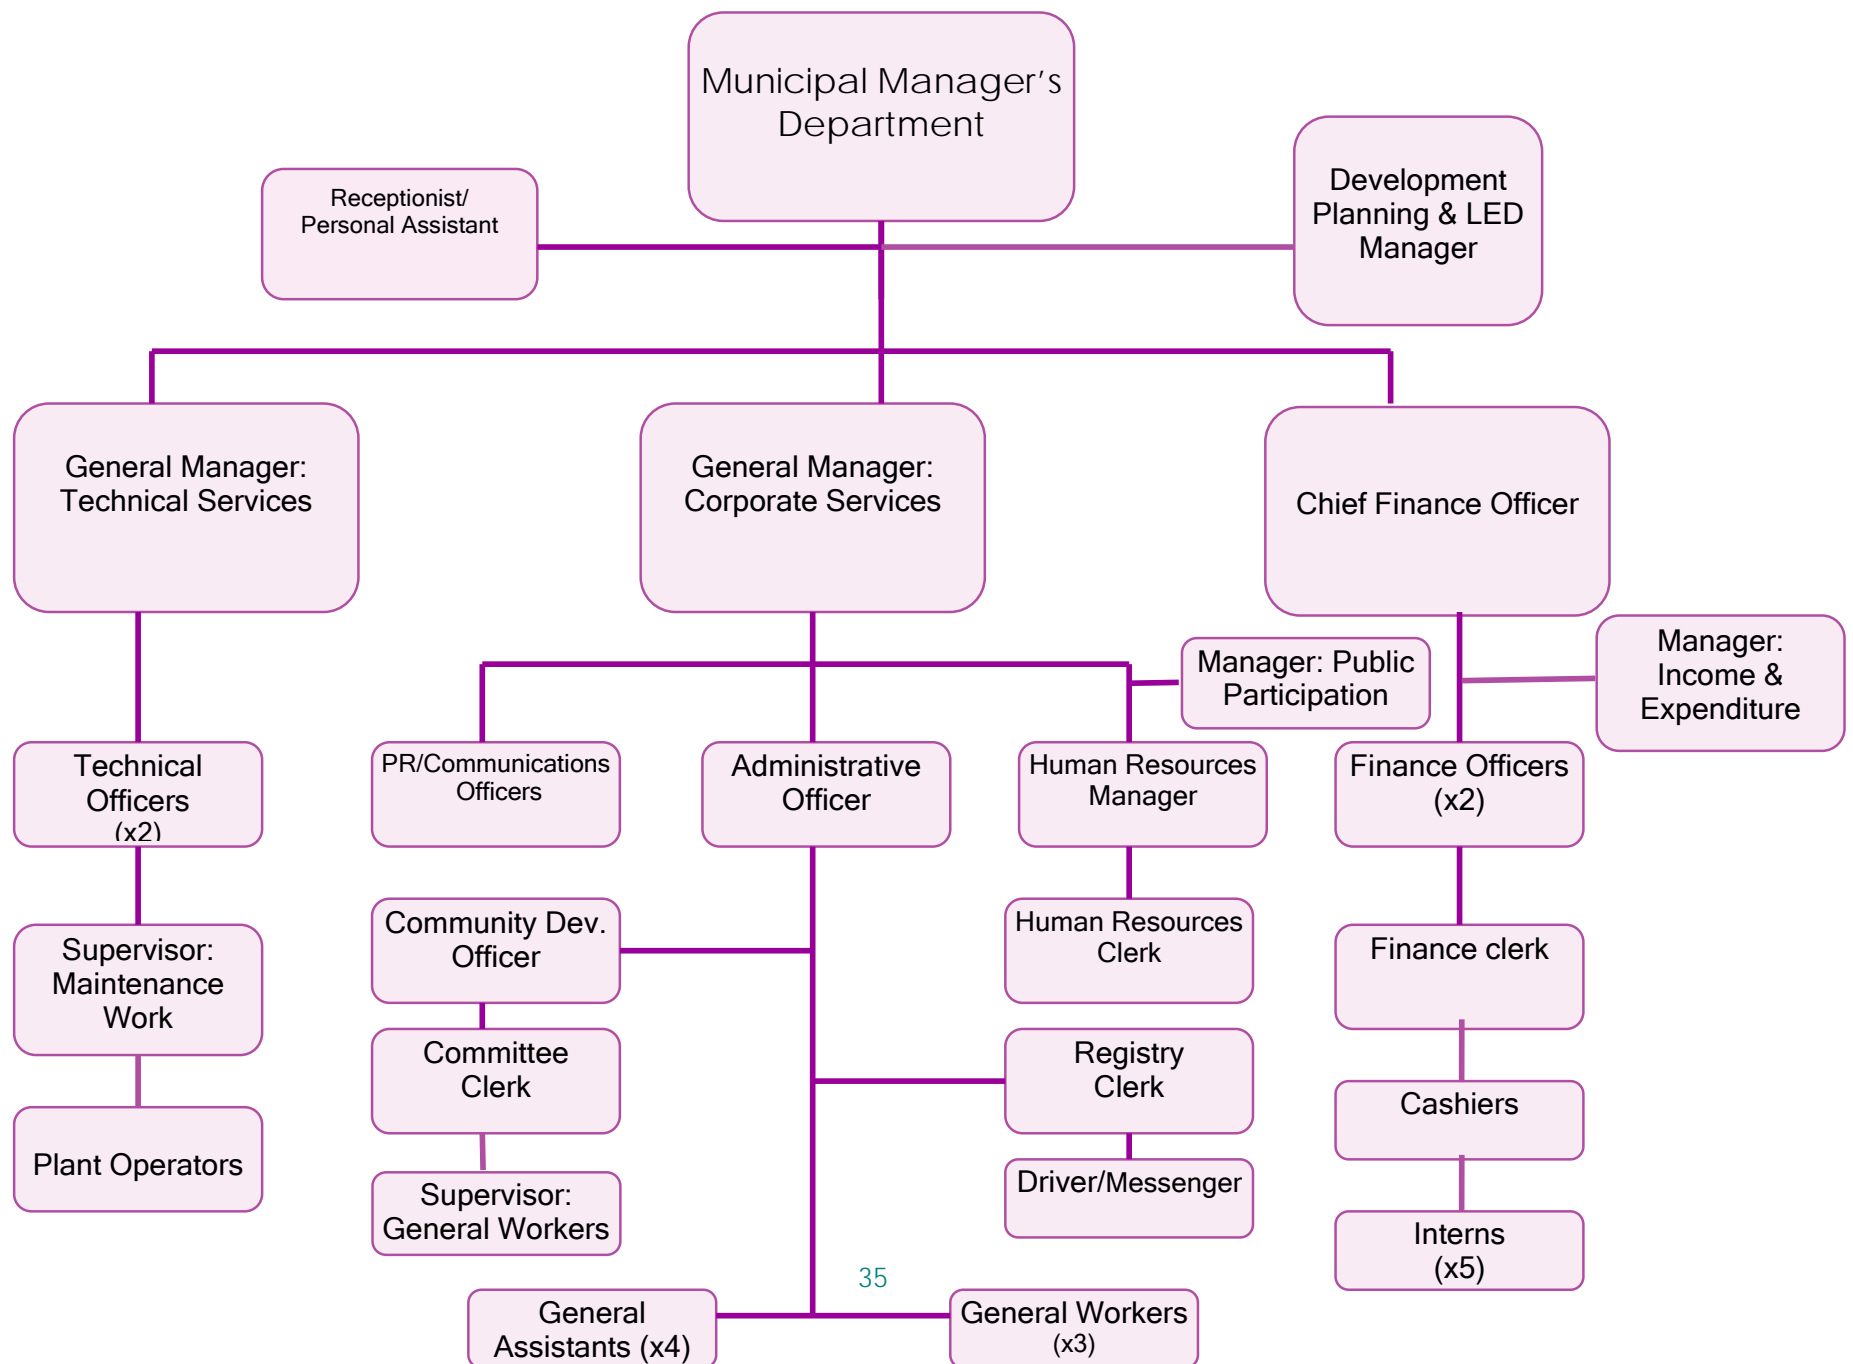 Municipal Manager's
Department
Receptionist/
Personal Assistant
Development
Planning & LED
Manager
General Manager:
Technical Services
General Manager:
Corporate Services
Chief Finance Officer
Manager: Public
Participation
Manager:
Income &
Expenditure
Technical
Officers
(x2)
PR/Communications
Officers
Administrative
Officer
Human Resources
Manager
Finance Officers
(x2)
Community Dev.
Officer
Human Resources
Clerk
Supervisor:
Maintenance
Work
Finance clerk
Committee
Clerk
Registry
Clerk
Cashiers
Plant Operators
Supervisor:
General Workers
Driver/Messenger
Interns
(x5)
35
General
Assistants (x4)
General Workers
(x3)